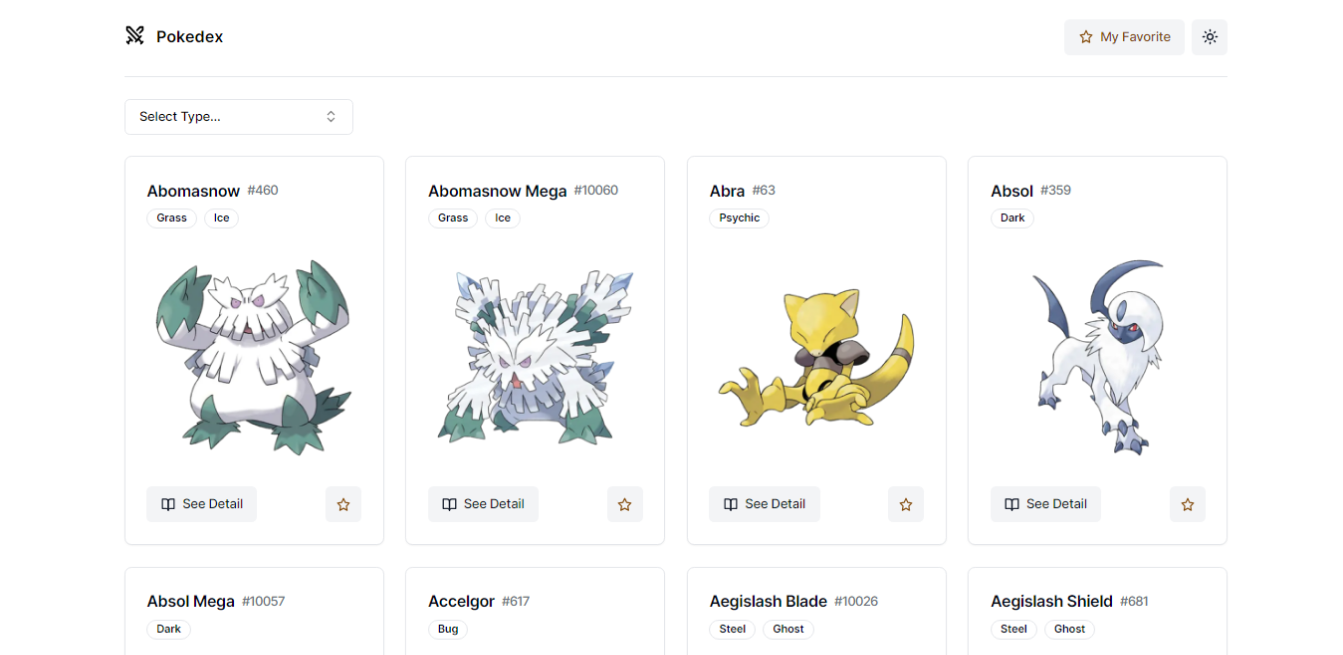 Pokedex
My Favorite
Select Type...
Abomasnow #460
Grass Ice
Abomasnow Mega #10060
Grass Ice
Abra #63
Psychic
Absol #359
Dark
See Detail
See Detail
See Detail
See Detail
Absol Mega #10057
Dark
Accelgor #617
Bug
Aegislash Blade #10026
Steel Ghost
Aegislash Shield #681
Steel Ghost